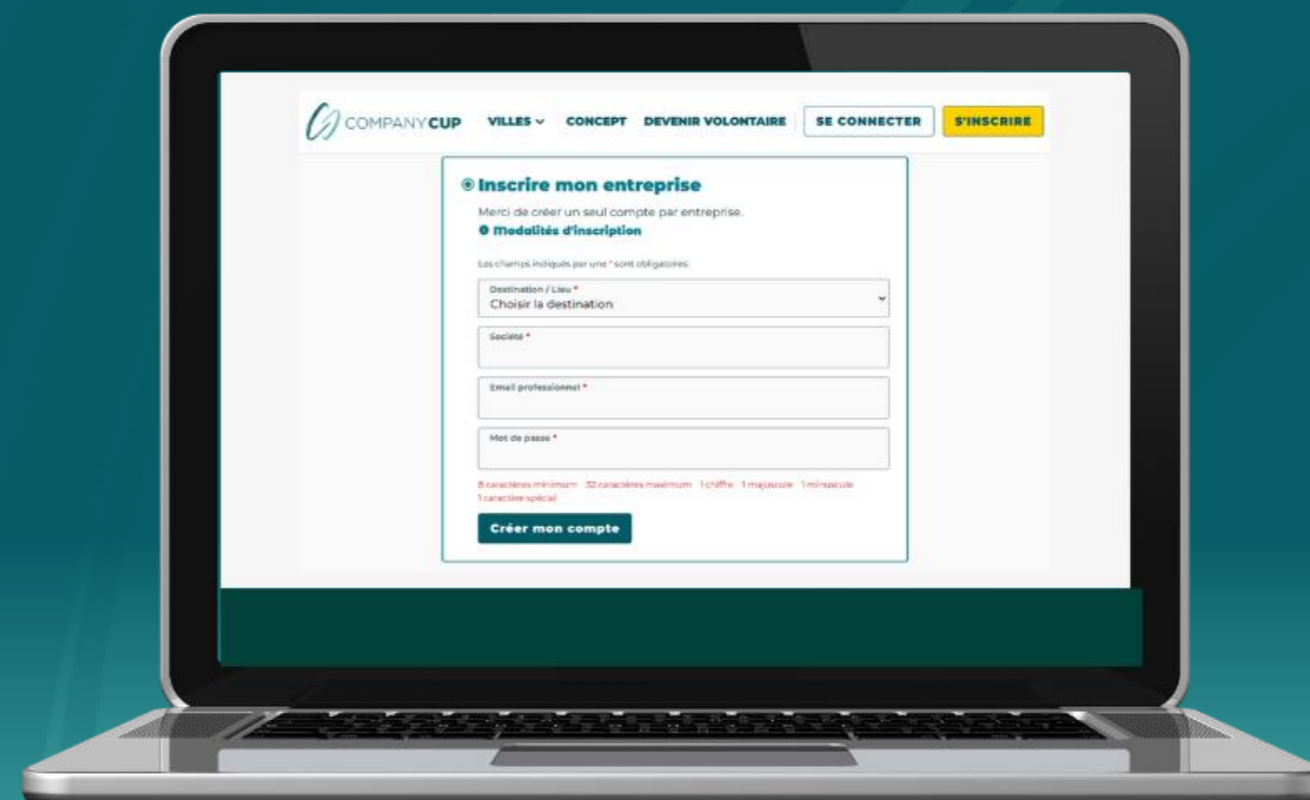 COMPANYCUP VILLES CONCEPT DEVENIR VOLONTAIRE SE CONNECTER S'INSCRIRE
Inscrire mon entreprise
Merci de créer un seul compte par entreprise.
Modalités d'inscription
Les champs indiqués par une * sont obligatoires.
Destination / Lieu *
Choisir la destination
Société *
Email professionnel *
Mot de passe *
8 caractères minimum 32 caractères maximum 1 chiffre 1 majuscule 1 minuscule
1 caractère spécial
Créer mon compte